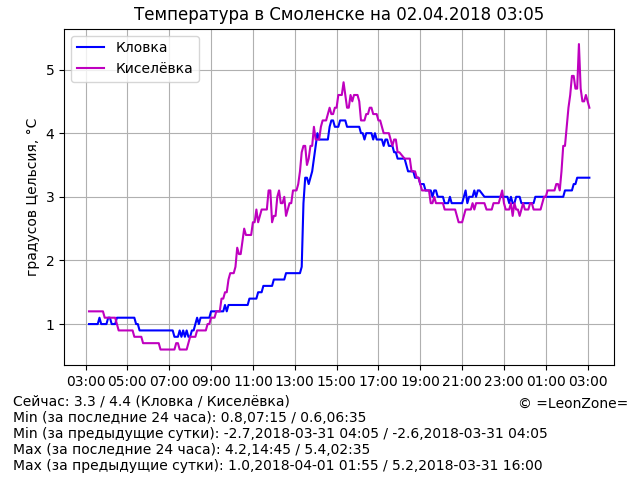 Температура в Смоленске на 02.04.2018 03:05
Кловка
Киселёвка
градусов Цельсия, °C
5
4
3
2
1
03:00 05:00 07:00 09:00 11:00 13:00 15:00 17:00 19:00 21:00 23:00 01:00 03:00
Сейчас: 3.3 / 4.4 (Кловка / Киселёвка)
© =LeonZone=
Min (за последние 24 часа): 0.8,07:15 / 0.6,06:35
Min (за предыдущие сутки): -2.7,2018-03-31 04:05 / -2.6,2018-03-31 04:05
Max (за последние 24 часа): 4.2,14:45 / 5.4,02:35
Max (за предыдущие сутки): 1.0,2018-04-01 01:55 / 5.2,2018-03-31 16:00